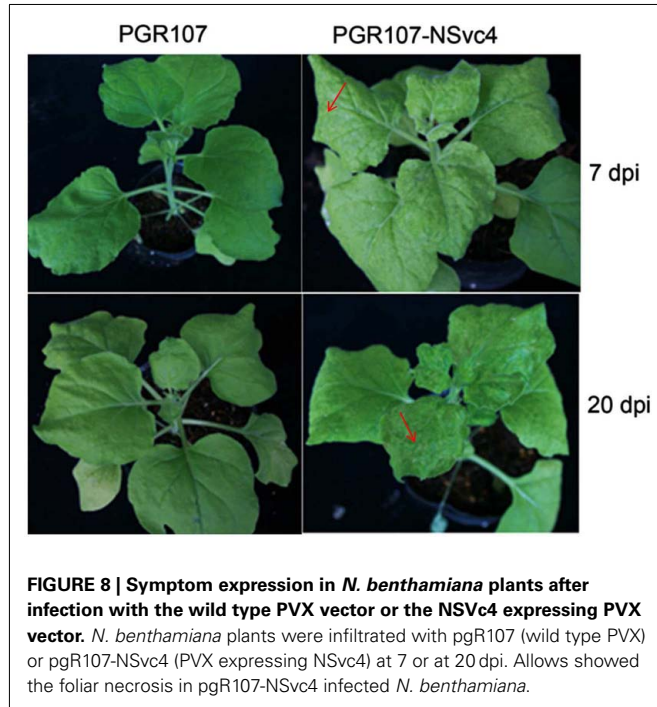 PGR107
PGR107-NSvc4
7 dpi
20 dpi
FIGURE 8 | Symptom expression in N. benthamiana plants after
infection with the wild type PVX vector or the NSVc4 expressing PVX
vector. N. benthamiana plants were infiltrated with pgR107 (wild type PVX)
or pgR107-NSvc4 (PVX expressing NSvc4) at 7 or at 20 dpi. Allows showed
the foliar necrosis in pgR107-NSvc4 infected N. benthamiana.